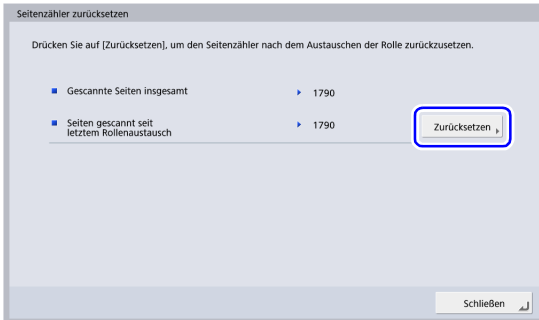 Seitenzähler zurücksetzen
Drücken Sie auf [Zurücksetzen], um den Seitenzähler nach dem Austauschen der Rolle zurückzusetzen.
Gescannte Seiten insgesamt 1790
Seiten gescannt seit
letztem Rollenaustausch 1790
Zurücksetzen
Schließen